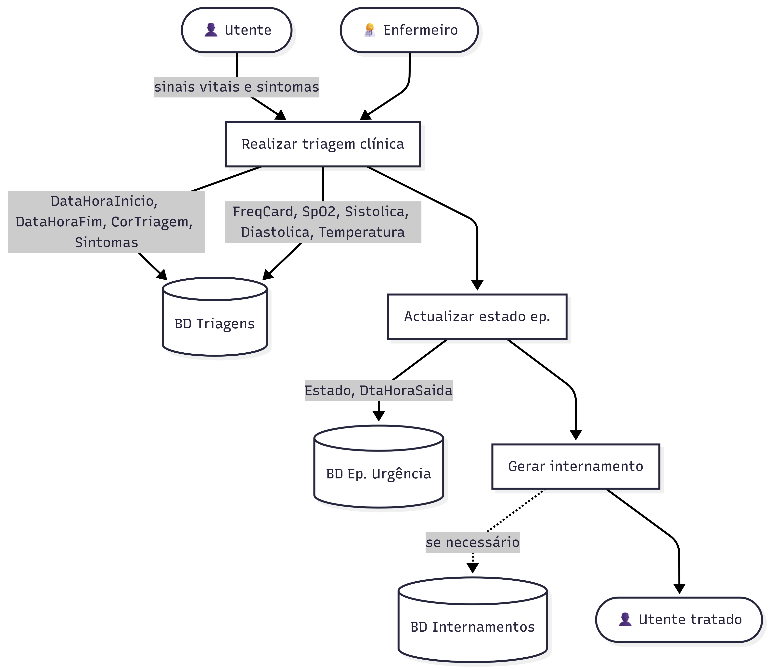 Utente
Enfermeiro
sinais vitais e sintomas
Realizar triagem clínica
DataHoraInicio,
DataHoraFim, CorTriagem,
Sintomas
FreqCard, SpO2, Sistolica,
Diastolica, Temperatura
BD Triagens
Actualizar estado ep.
Estado, DtaHoraSaida
BD Ep. Urgência
Gerar internamento
se necessário
BD Internamentos
Utente tratado